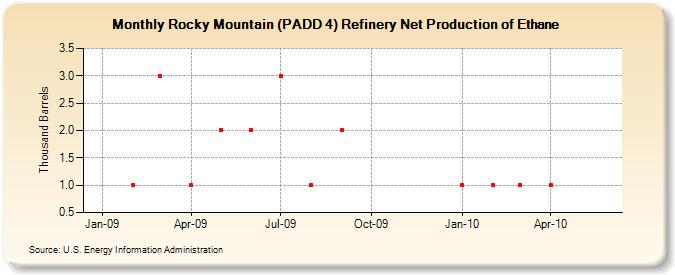 Monthly Rocky Mountain (PADD 4) Refinery Net Production of Ethane
Thousand Barrels
3.5
3.0
2.5
2.0
1.5
1.0
0.5
Jan-09 Apr-09 Jul-09 Oct-09 Jan-10 Apr-10
Source: U.S. Energy Information Administration